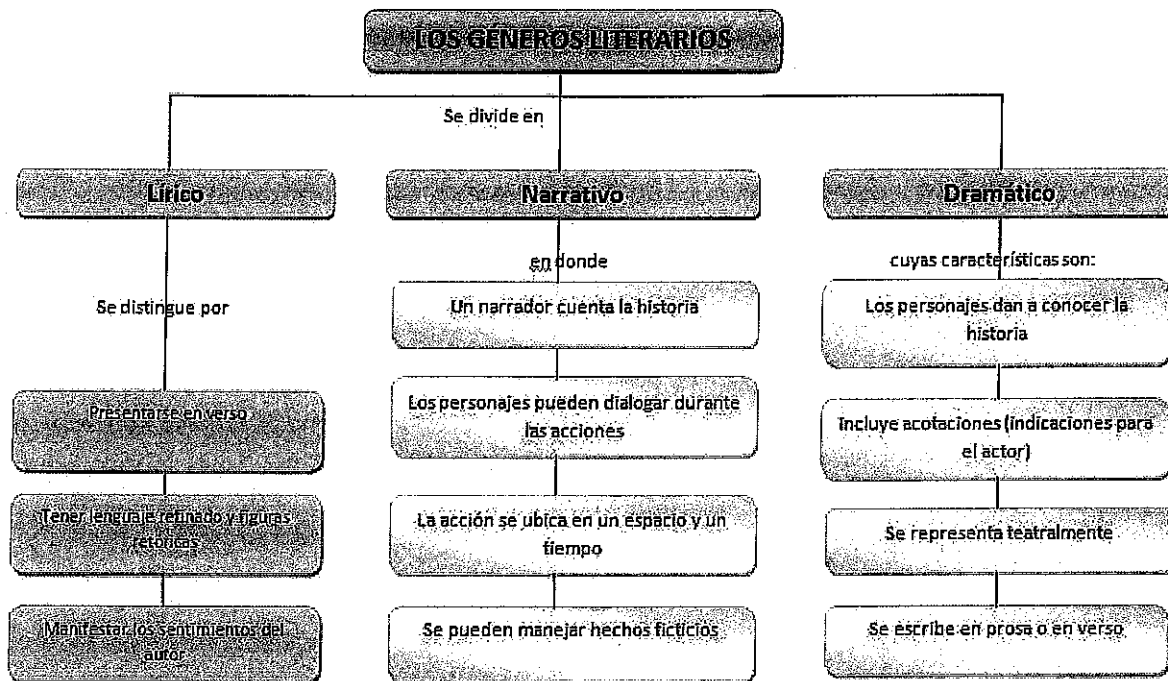 LOS GÉNEROS LITERARIOS
Se divide en
Lírico
Se distingue por
Presentarse en verso
Tener lenguaje refinado y figuras
retóricas
Manifestar los sentimientos del
autor
Narrativo
en donde
Un narrador cuenta la historia
Los personajes pueden dialogar durante
las acciones
La acción se ubica en un espacio y un
tiempo
Se pueden manejar hechos ficticios
Dramático
cuyas características son:
Los personajes dan a conocer la
historia
Incluye acotaciones (indicaciones para
el actor)
Se representa teatralmente
Se escribe en prosa o en verso